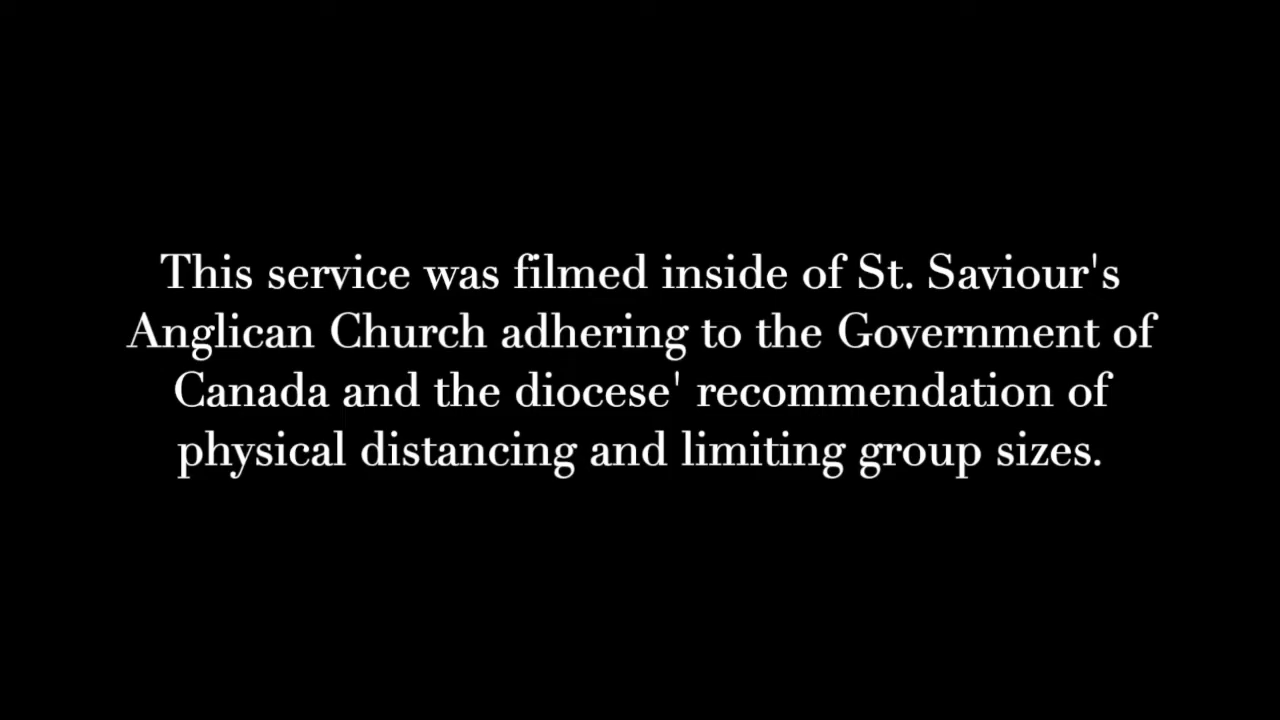 This service was filmed inside of St. Saviour's
Anglican Church adhering to the Government of
Canada and the diocese' recommendation of
physical distancing and limiting group sizes.